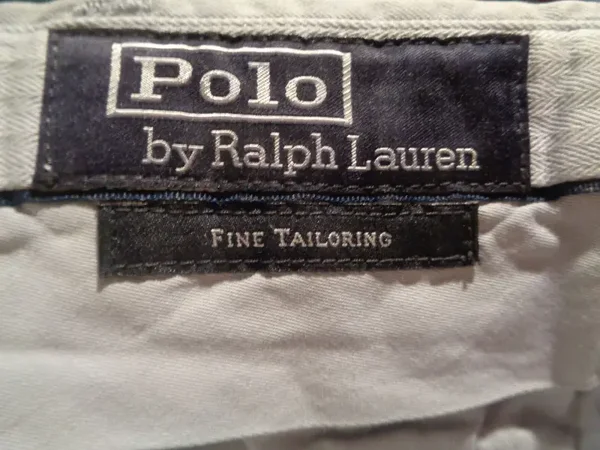 Polo
by Ralph Lauren
FINE TAILORING